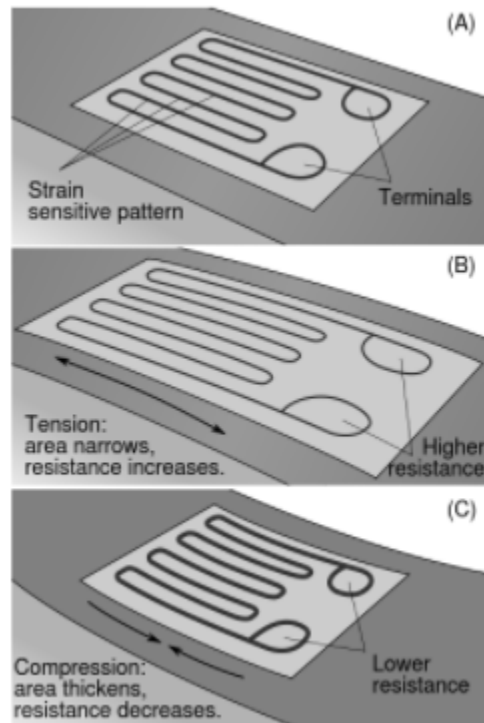 (A)
Strain
sensitive pattern
Terminals
(B)
Tension:
area narrows,
resistance increases.
Higher
resistance
(C)
Compression:
area thickens,
resistance decreases.
Lower
resistance